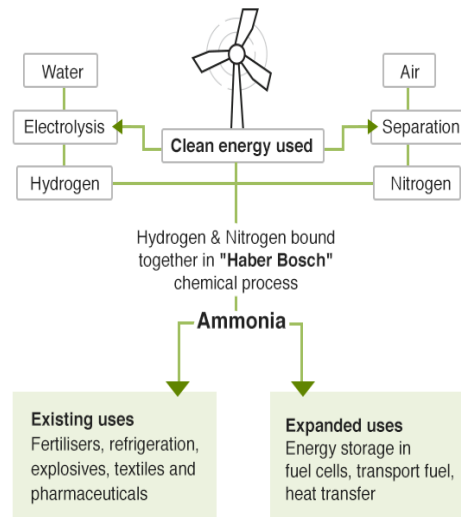 Water
Air
Electrolysis
Clean energy used
Separation
Hydrogen
Nitrogen
Hydrogen & Nitrogen bound
together in "Haber Bosch"
chemical process
Ammonia
Existing uses
Fertilisers, refrigeration,
explosives, textiles and
pharmaceuticals
Expanded uses
Energy storage in
fuel cells, transport fuel,
heat transfer